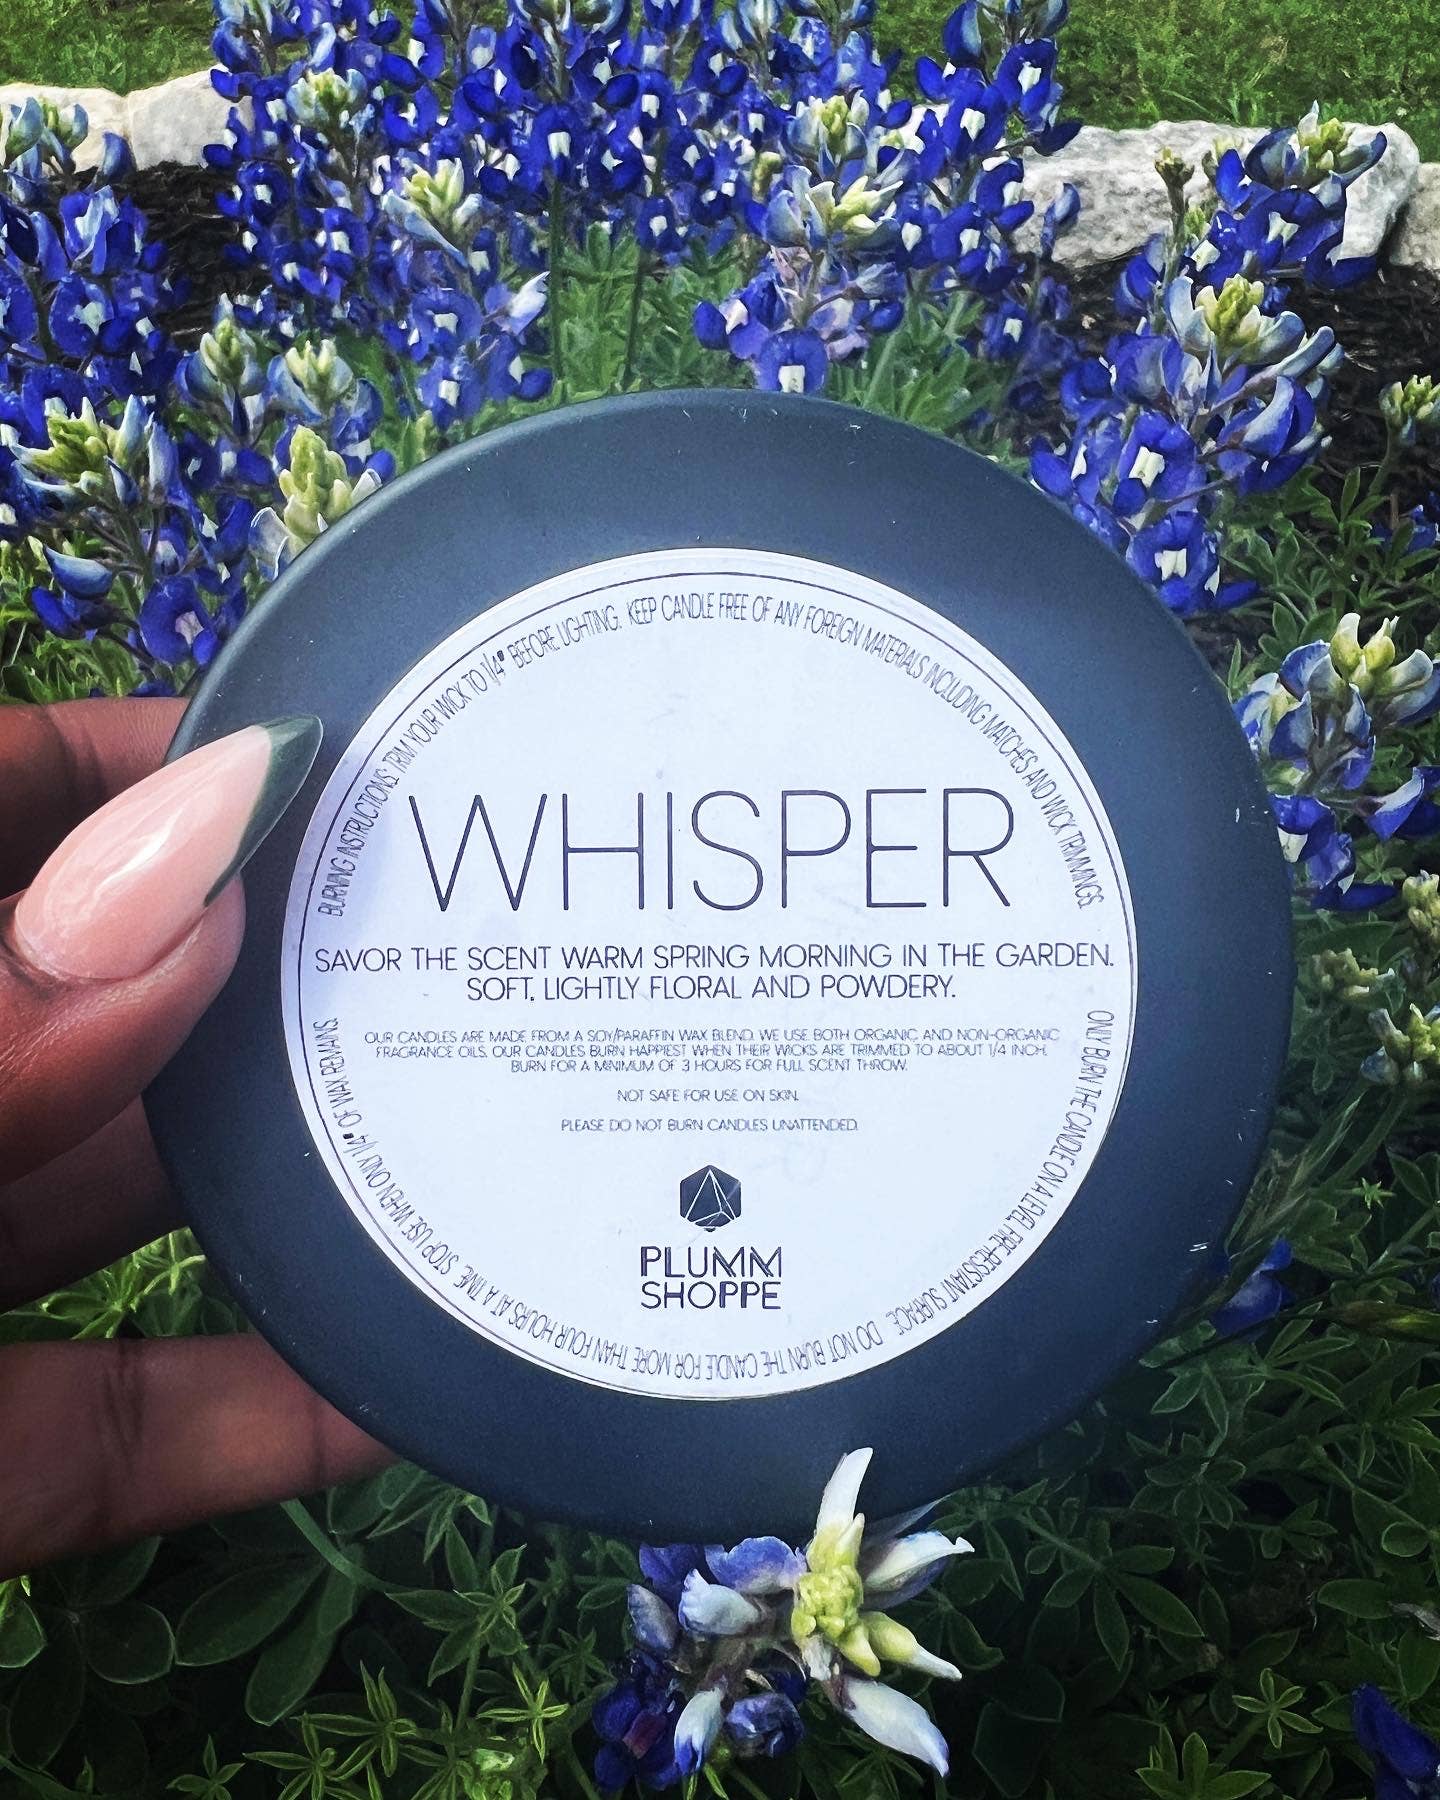 BURNING INSTRUCTIONS: TRIM YOUR WICK TO 1/4" BEFORE LIGHTING. KEEP CANDLE FREE OF ANY FOREIGN MATERIALS INCLUDING MATCHES AND WICK TRIMMINGS.
WHISPER
SAVOR THE SCENT WARM SPRING MORNING IN THE GARDEN.
SOFT, LIGHTLY FLORAL AND POWDERY.
OUR CANDLES ARE MADE FROM A SOY/PARAFFIN WAX BLEND. WE USE BOTH ORGANIC AND NON-ORGANIC
FRAGRANCE OILS. OUR CANDLES BURN HAPPIEST WHEN THEIR WICKS ARE TRIMMED TO ABOUT 1/4 INCH.
BURN FOR A MINIMUM OF 3 HOURS FOR FULL SCENT THROW.
NOT SAFE FOR USE ON SKIN.
PLEASE DO NOT BURN CANDLES UNATTENDED.
PLUMM
SHOPPE
ONLY BURN THE CANDLE ON A LEVEL, FIRE-RESISTANT SURFACE. DO NOT BURN THE CANDLE FOR MORE THAN FOUR HOURS AT A TIME. STOP USE WHEN ONLY 1/4" OF WAX REMAINS.